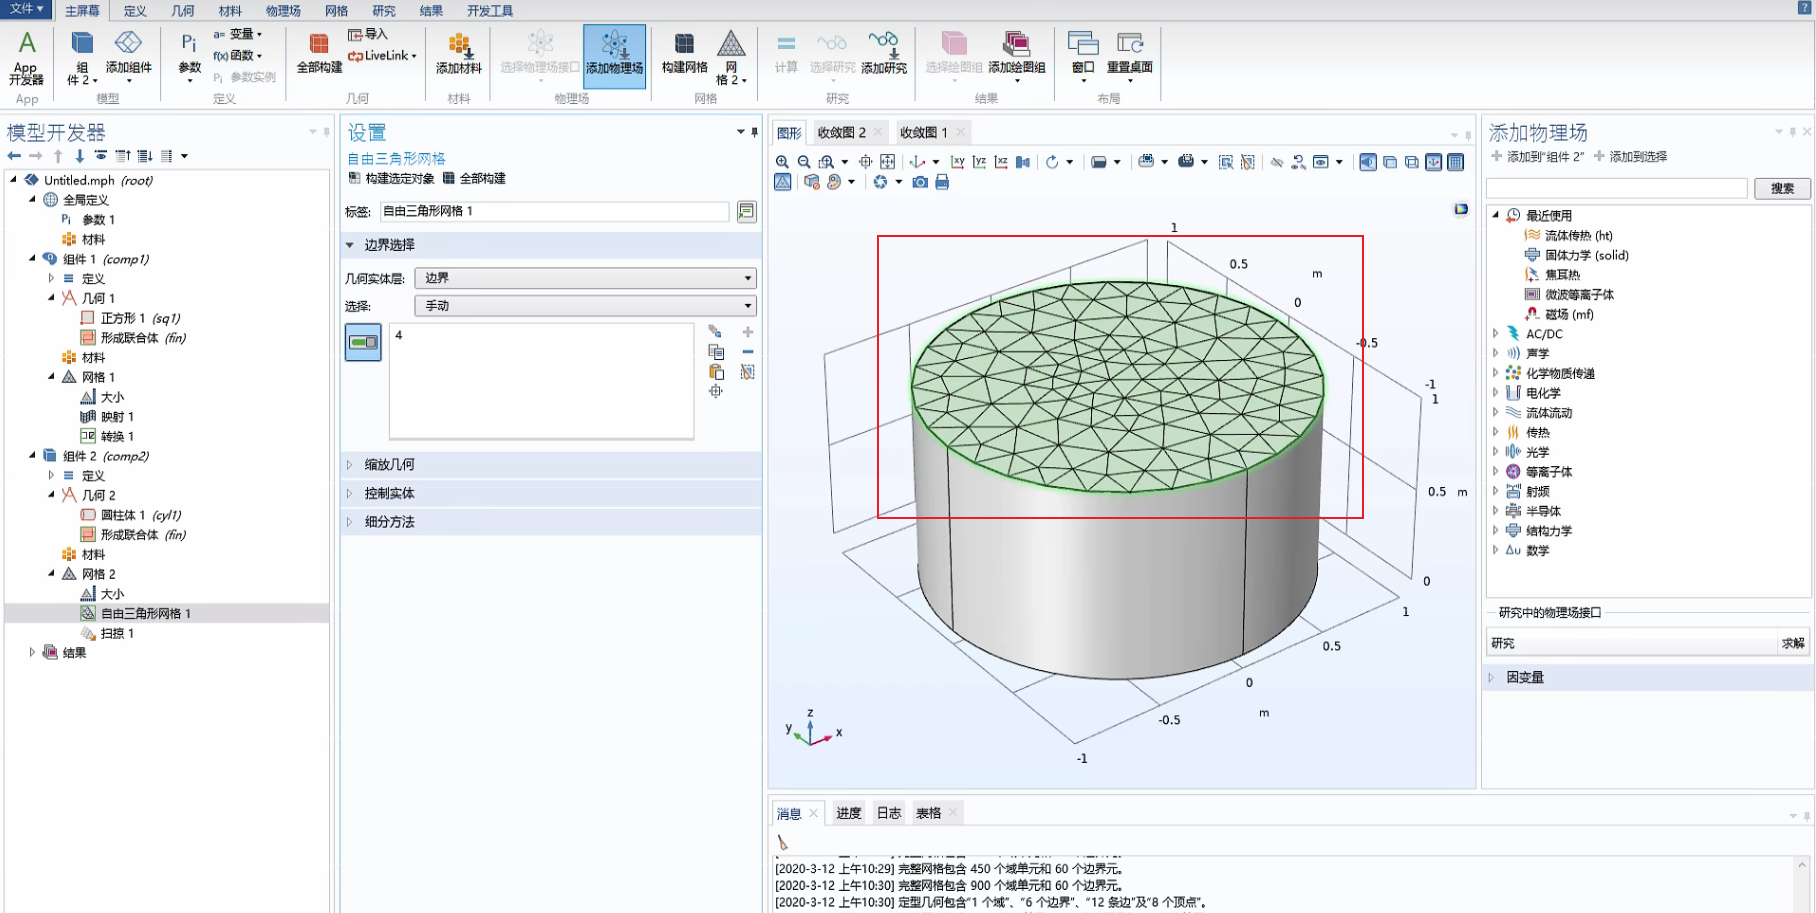 文件 主屏幕 定义 几何 材料 物理场 网格 研究 结果 开发工具
App
开发器
App
组
件 2
添加组件
模型
Pi
参数
a= 变量
f(x) 函数
Pi 参数实例
定义
全部构建
导入
LiveLink
几何
添加材料
材料
选择物理场接口
添加物理场
物理场
构建网格
网
格 2
网格
计算
选择研究
添加研究
研究
选择绘图组
添加绘图组
结果
窗口
重置桌面
布局
模型开发器
Untitled.mph (root)
全局定义
Pi 参数 1
材料
组件 1 (comp1)
定义
几何 1
正方形 1 (sq1)
形成联合体 (fin)
材料
网格 1
大小
映射 1
转换 1
组件 2 (comp2)
定义
几何 2
圆柱体 1 (cyl1)
形成联合体 (fin)
材料
网格 2
大小
自由三角形网格 1
扫掠 1
结果
设置
自由三角形网格
构建选定对象 全部构建
标签: 自由三角形网格 1
边界选择
几何实体层: 边界
选择: 手动
4
缩放几何
控制实体
细分方法
图形 收敛图 2 收敛图 1
xy yz xz
1
0.5
m
0
-0.5
-1
1
0.5 m
0
1
0.5
0
m
-0.5
-1
z
y
x
消息 进度 日志 表格
[2020-3-12 上午10:29] 完整网格包含 450 个域单元和 60 个边界元。
[2020-3-12 上午10:30] 完整网格包含 900 个域单元和 60 个边界元。
[2020-3-12 上午10:30] 定型几何包含“1 个域”、“6 个边界”、“12 条边”及“8 个顶点”。
添加物理场
添加到“组件 2” 添加到选择
搜索
最近使用
流体传热 (ht)
固体力学 (solid)
焦耳热
微波等离子体
磁场 (mf)
AC/DC
声学
化学物质传递
电化学
流体流动
传热
光学
等离子体
射频
半导体
结构力学
Δu 数学
研究中的物理场接口
研究 求解
因变量